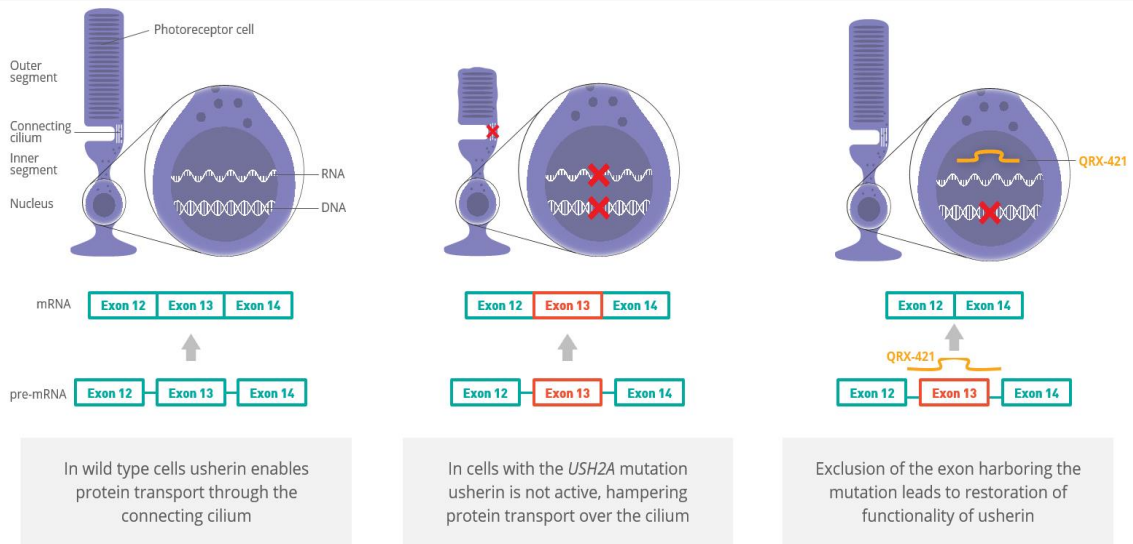 Photoreceptor cell
Outer
segment
Connecting
cilium
Inner
segment
Nucleus
RNA
DNA
QRX-421
mRNA
Exon 12 Exon 13 Exon 14
Exon 12 Exon 13 Exon 14
Exon 12 Exon 14
QRX-421
pre-mRNA
Exon 12 Exon 13 Exon 14
Exon 12 Exon 13 Exon 14
Exon 12 Exon 13 Exon 14
In wild type cells usherin enables
protein transport through the
connecting cilium
In cells with the USH2A mutation
usherin is not active, hampering
protein transport over the cilium
Exclusion of the exon harboring the
mutation leads to restoration of
functionality of usherin